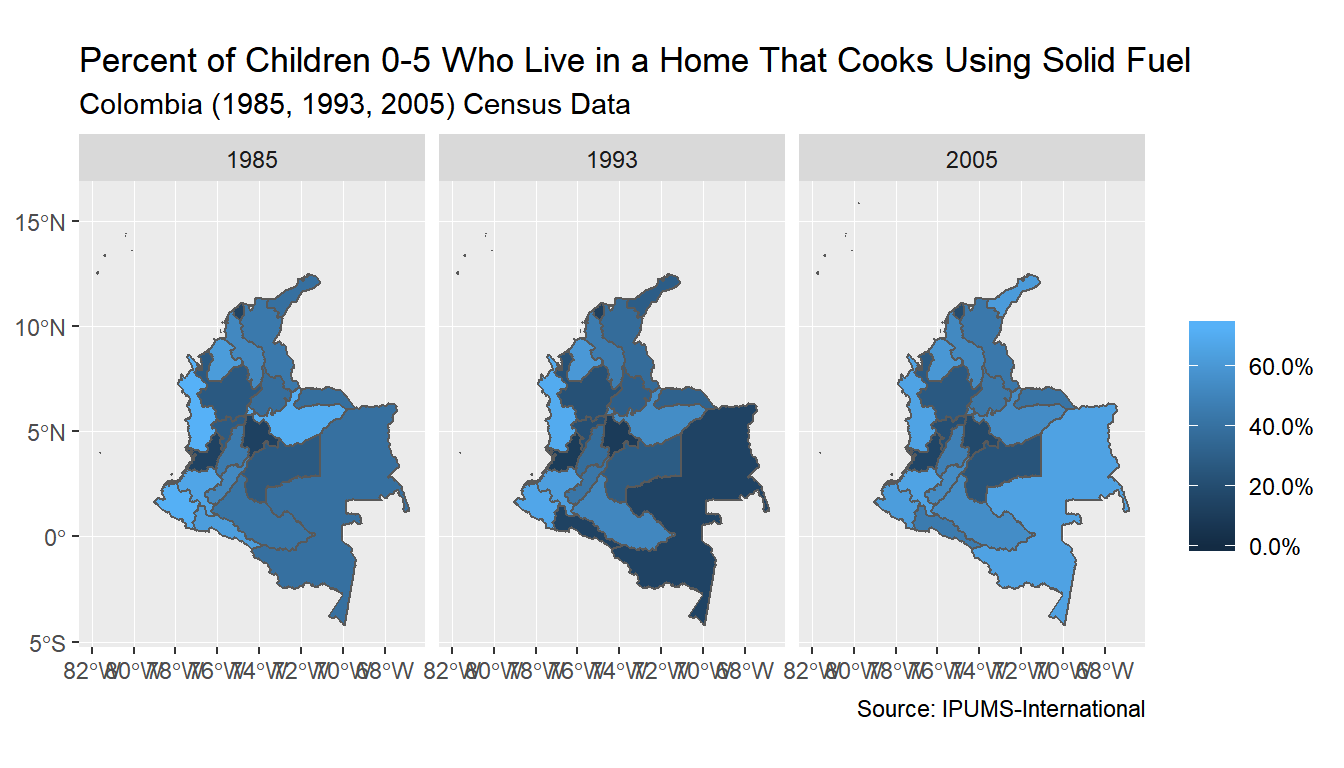 Percent of Children 0-5 Who Live in a Home That Cooks Using Solid Fuel
Colombia (1985, 1993, 2005) Census Data
1985 1993 2005
15°N
10°N
5°N
0°
5°S
60.0%
40.0%
20.0%
0.0%
82°W 80°W 78°W 76°W 74°W 72°W 70°W 68°W 82°W 80°W 78°W 76°W 74°W 72°W 70°W 68°W 82°W 80°W 78°W 76°W 74°W 72°W 70°W 68°W
Source: IPUMS-International